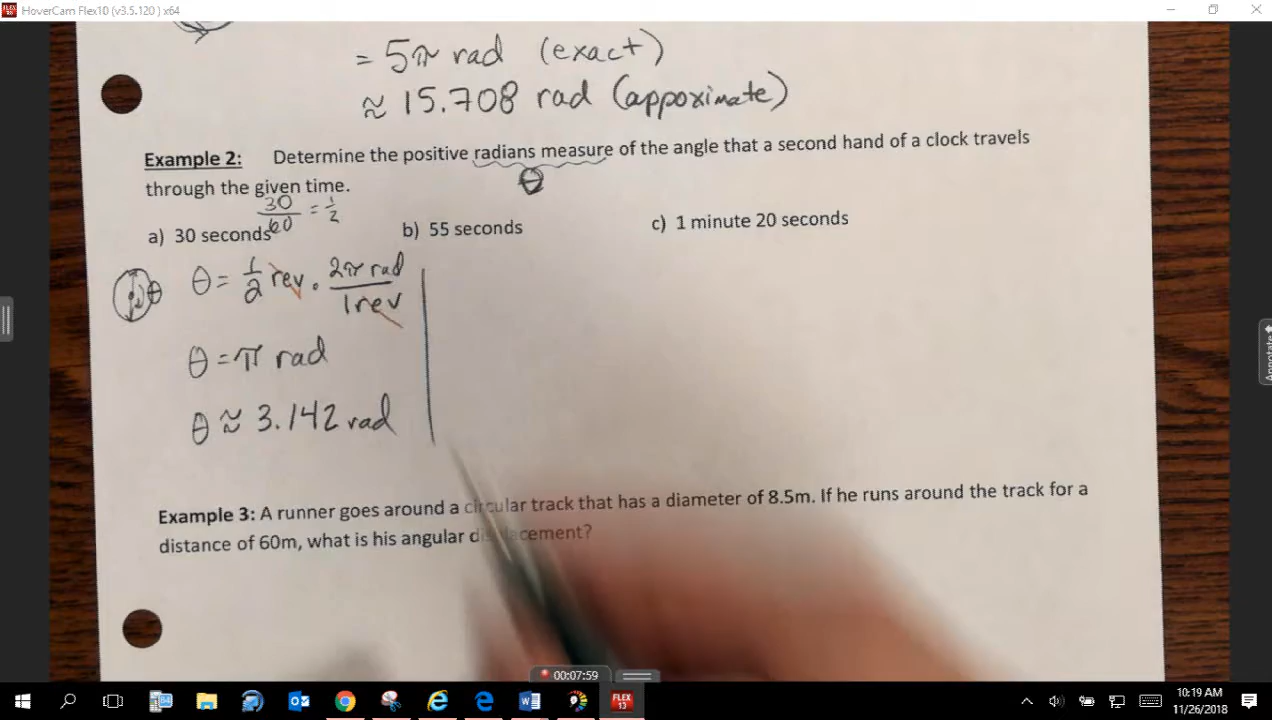 HoverCam Flex10 (v3.5.120) x64
= 5π rad (exact)
≈ 15.708 rad (appoximate)
Example 2: Determine the positive radians measure of the angle that a second hand of a clock travels
through the given time.
θ
30/60 = 1/2
a) 30 seconds
b) 55 seconds
c) 1 minute 20 seconds
θ
θ = 1/2 rev · 2π rad/1 rev
θ = π rad
θ ≈ 3.142 rad
Example 3: A runner goes around a circular track that has a diameter of 8.5m. If he runs around the track for a
distance of 60m, what is his angular displacement?
Annotate
00:07:59
FLEX
13
10:19 AM
11/26/2018